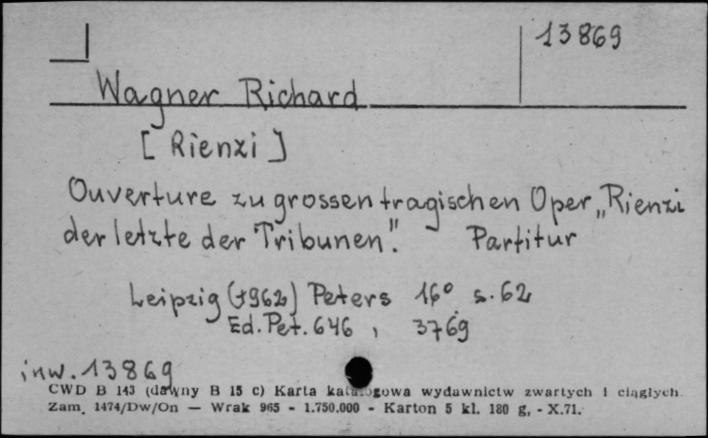 13869
Wagner Richard
[ Rienzi ]
Ouverture zu grossen tragischen Oper „Rienzi
der letzte der Tribunen". Partitur
Leipzig (1962) Peters 16° s. 62
Ed. Pet. 646 , 3769
inw. 13869
CWD B 143 (dawny B 15 c) Karta katalogowa wydawnictw zwartych i ciągłych.
Zam. 1474/Dw/On — Wrak 965 - 1.750.000 - Karton 5 kl. 180 g, - X.71.